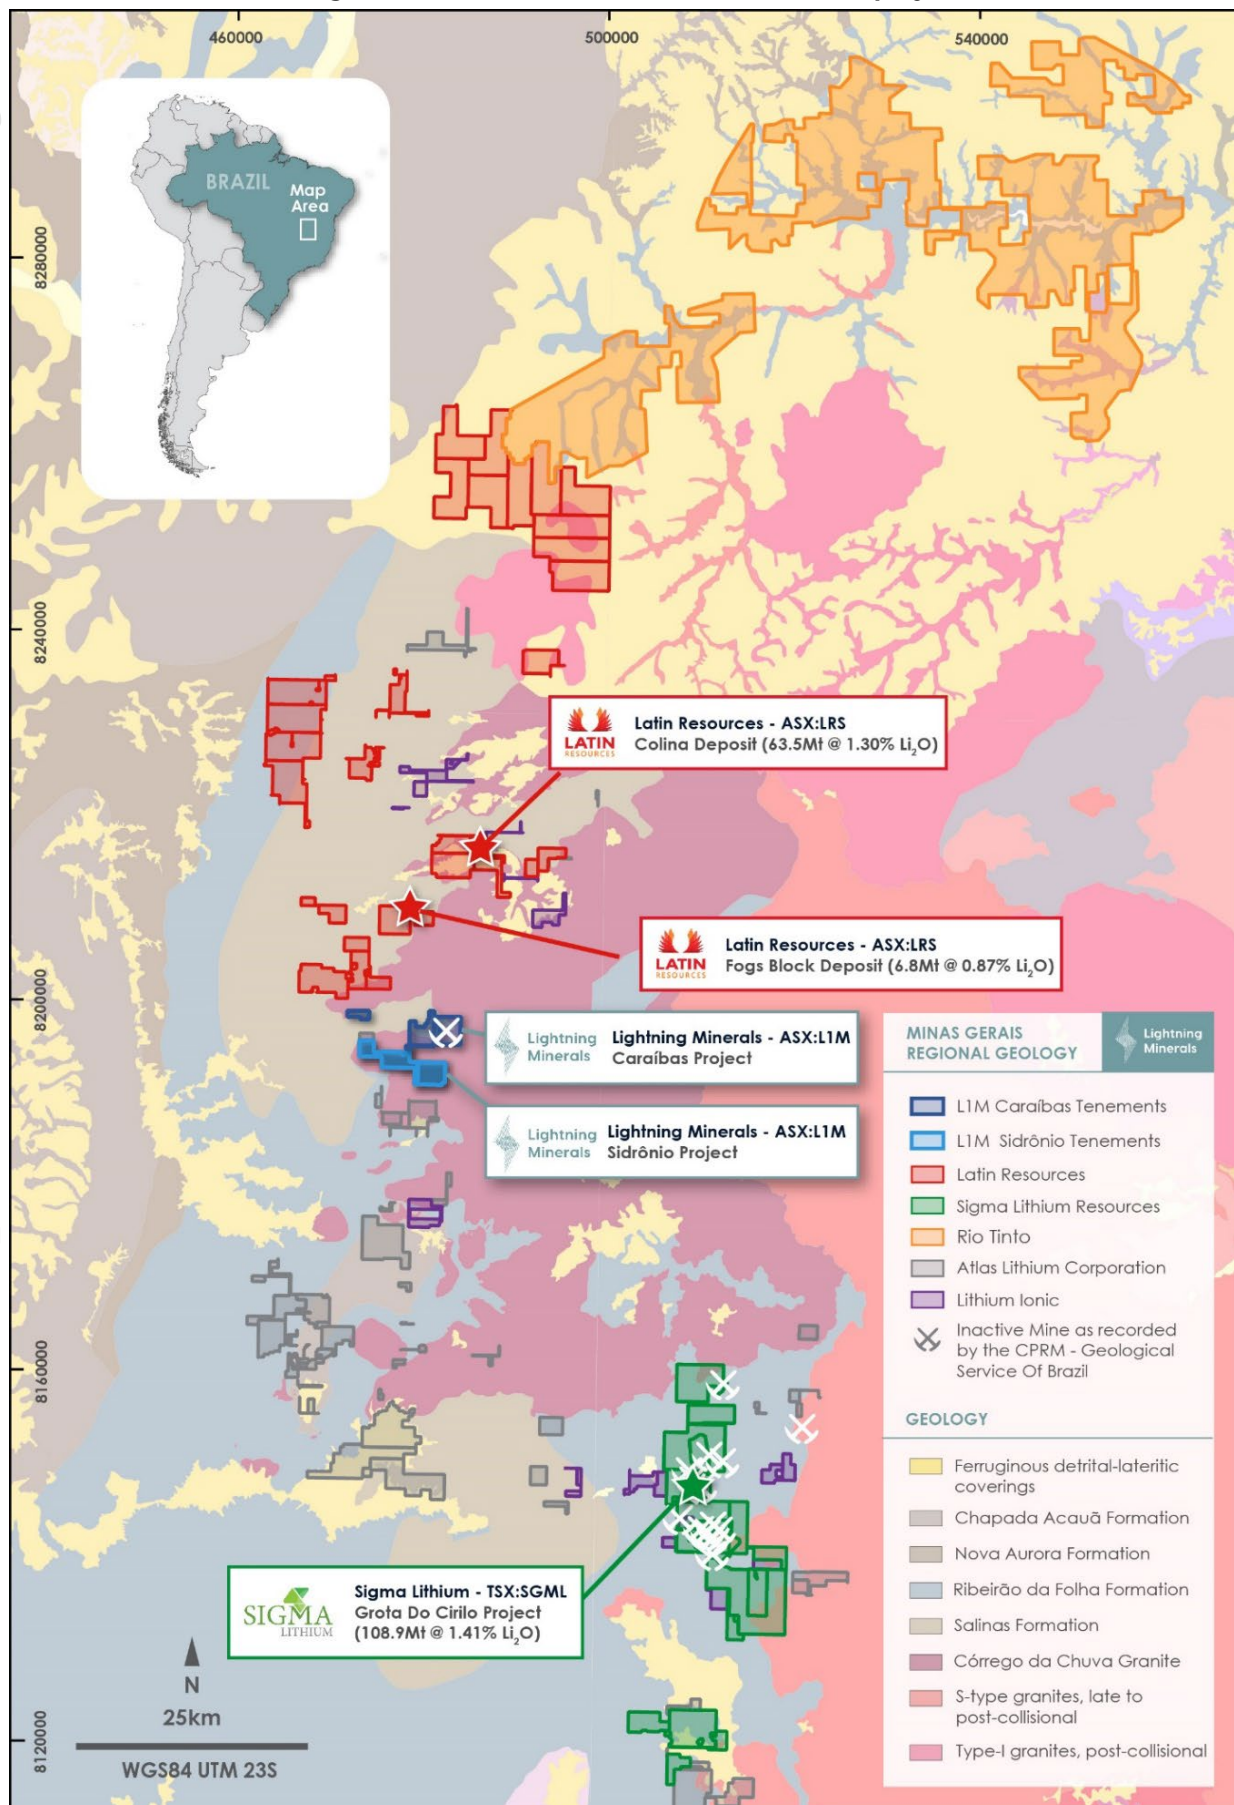 460000
500000
540000
8280000
8240000
8200000
8160000
8120000
BRAZIL
Map
Area
LATIN
RESOURCES
Latin Resources - ASX:LRS
Colina Deposit (63.5Mt @ 1.30% Li₂O)
LATIN
RESOURCES
Latin Resources - ASX:LRS
Fogs Block Deposit (6.8Mt @ 0.87% Li₂O)
Lightning
Minerals
Lightning Minerals - ASX:L1M
Caraíbas Project
Lightning
Minerals
Lightning Minerals - ASX:L1M
Sidrônio Project
SIGMA
LITHIUM
Sigma Lithium - TSX:SGML
Grota Do Cirilo Project
(108.9Mt @ 1.41% Li₂O)
N
25km
WGS84 UTM 23S
MINAS GERAIS
REGIONAL GEOLOGY
Lightning
Minerals
L1M Caraíbas Tenements
L1M Sidrônio Tenements
Latin Resources
Sigma Lithium Resources
Rio Tinto
Atlas Lithium Corporation
Lithium Ionic
Inactive Mine as recorded
by the CPRM - Geological
Service Of Brazil
GEOLOGY
Ferruginous detrital-lateritic
coverings
Chapada Acauã Formation
Nova Aurora Formation
Ribeirão da Folha Formation
Salinas Formation
Córrego da Chuva Granite
S-type granites, late to
post-collisional
Type-I granites, post-collisional